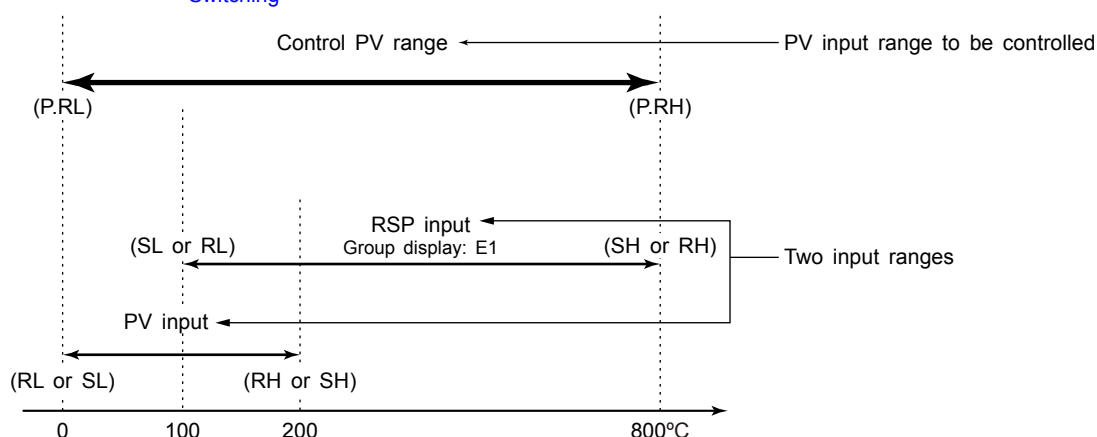 Switching
Control PV range
PV input range to be controlled
(P.RL)
(P.RH)
RSP input
(SL or RL)
Group display: E1
(SH or RH)
Two input ranges
PV input
(RL or SL)
(RH or SH)
0
100
200
800ºC